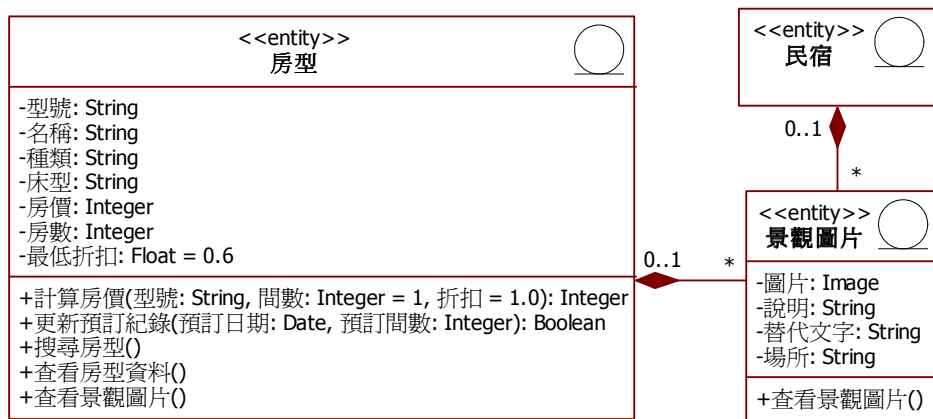 <<entity>>
房型
-型號: String
-名稱: String
-種類: String
-床型: String
-房價: Integer
-房數: Integer
-最低折扣: Float = 0.6
+計算房價(型號: String, 間數: Integer = 1, 折扣 = 1.0): Integer
+更新預訂紀錄(預訂日期: Date, 預訂間數: Integer): Boolean
+搜尋房型()
+查看房型資料()
+查看景觀圖片()
<<entity>>
民宿
0..1
*
0..1
*
<<entity>>
景觀圖片
-圖片: Image
-說明: String
-替代文字: String
-場所: String
+查看景觀圖片()